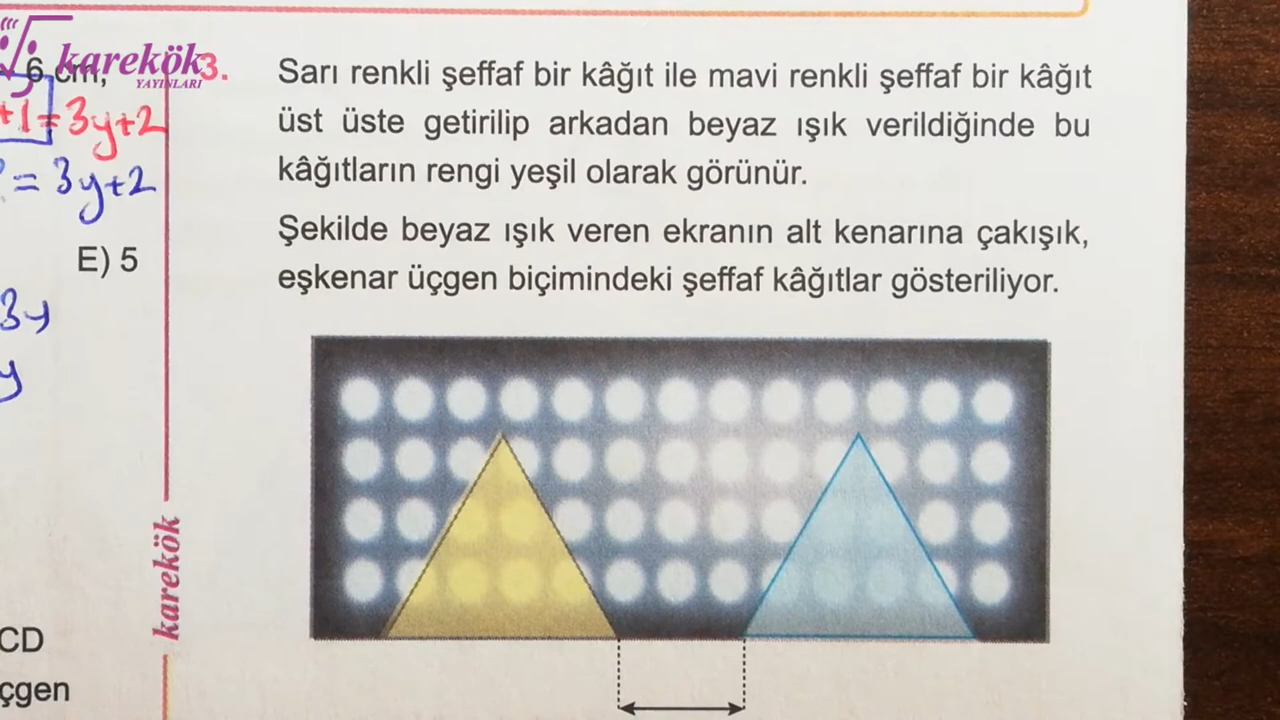 karekök
YAYINLARI
6 cm,
+1=3y+2
= 3y+2
E) 5
3y
y
karekök
CD
çgen
3.
Sarı renkli şeffaf bir kâğıt ile mavi renkli şeffaf bir kâğıt
üst üste getirilip arkadan beyaz ışık verildiğinde bu
kâğıtların rengi yeşil olarak görünür.
Şekilde beyaz ışık veren ekranın alt kenarına çakışık,
eşkenar üçgen biçimindeki şeffaf kâğıtlar gösteriliyor.